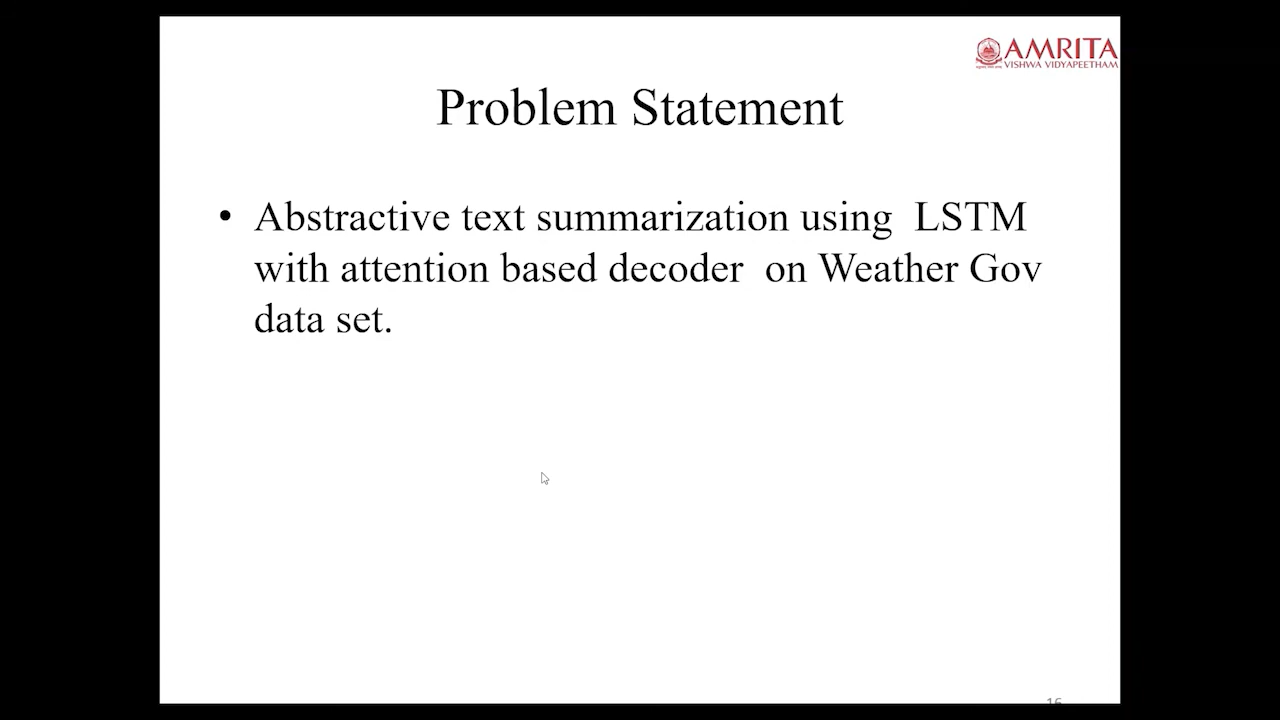 AMRITA
VISHWA VIDYAPEETHAM
Problem Statement
• Abstractive text summarization using LSTM
with attention based decoder on Weather Gov
data set.
16